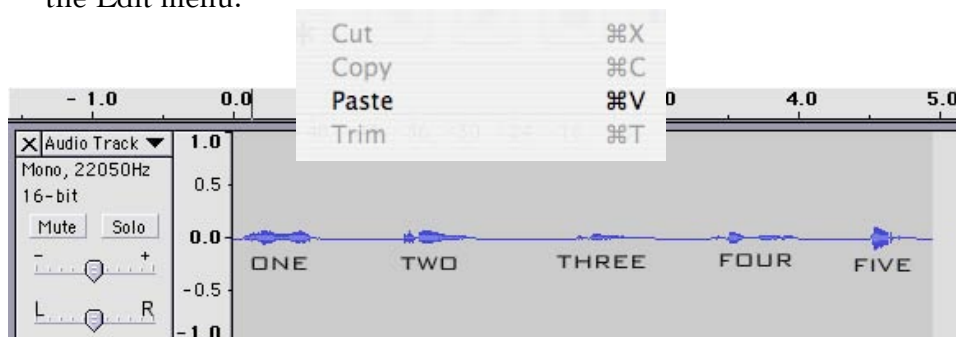 the Edit menu.
Cut ⌘X
Copy ⌘C
Paste ⌘V
Trim ⌘T
- 1.0 0.0 0 4.0 5.0
X Audio Track ▼ 1.0
Mono, 22050Hz
16-bit 0.5
Mute Solo
- + 0.0
ONE TWO THREE FOUR FIVE
-0.5
L R
-1.0